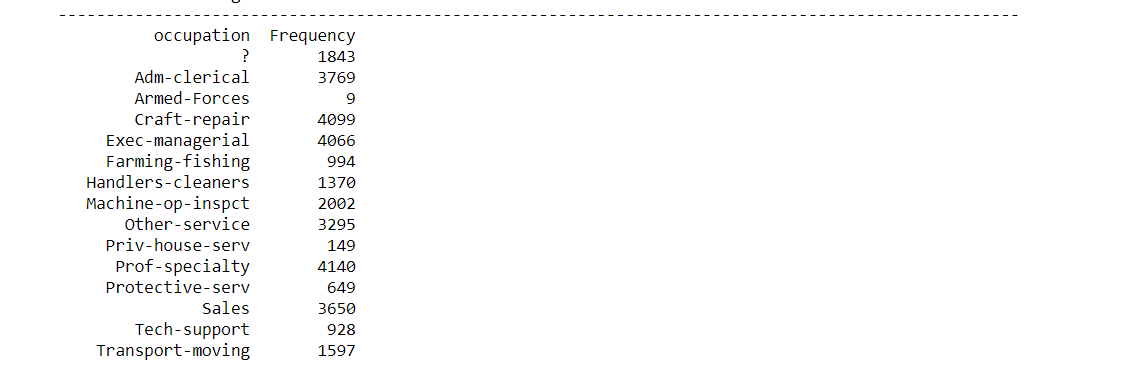 occupation Frequency
? 1843
Adm-clerical 3769
Armed-Forces 9
Craft-repair 4099
Exec-managerial 4066
Farming-fishing 994
Handlers-cleaners 1370
Machine-op-inspct 2002
Other-service 3295
Priv-house-serv 149
Prof-specialty 4140
Protective-serv 649
Sales 3650
Tech-support 928
Transport-moving 1597